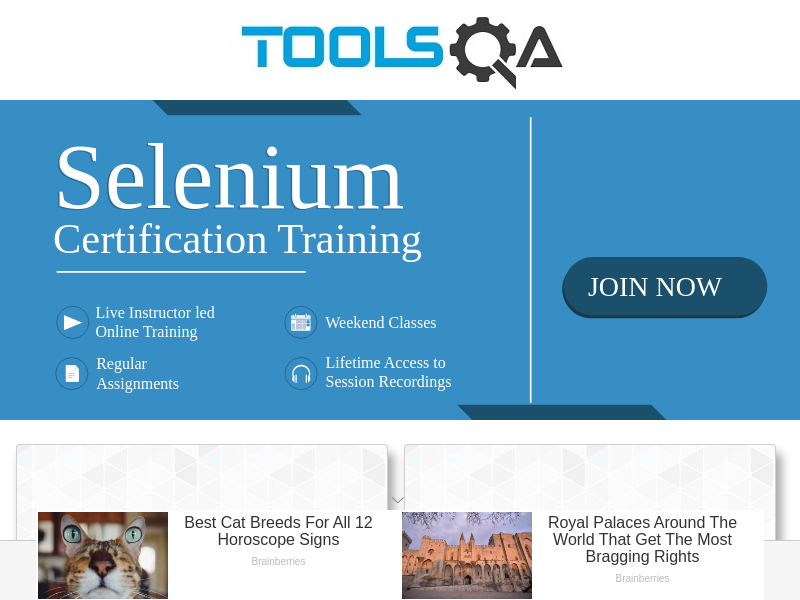 TOOLSQA
Selenium
Certification Training
JOIN NOW
Live Instructor led
Online Training
Weekend Classes
Regular
Assignments
Lifetime Access to
Session Recordings
Best Cat Breeds For All 12
Horoscope Signs
Brainberries
Royal Palaces Around The
World That Get The Most
Bragging Rights
Brainberries